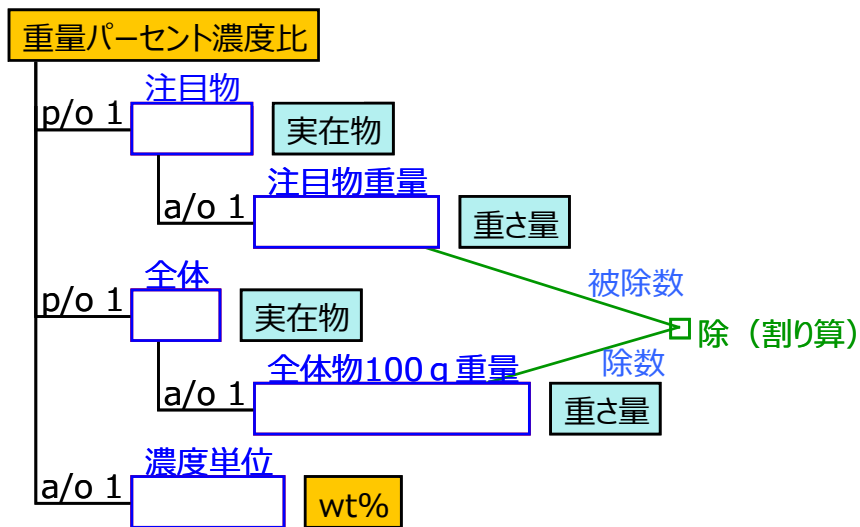 重量パーセント濃度比
注目物
p/o 1
実在物
注目物重量
a/o 1
重さ量
被除数
全体
p/o 1
実在物
除（割り算）
除数
全体物100ｇ重量
a/o 1
重さ量
濃度単位
a/o 1
wt%